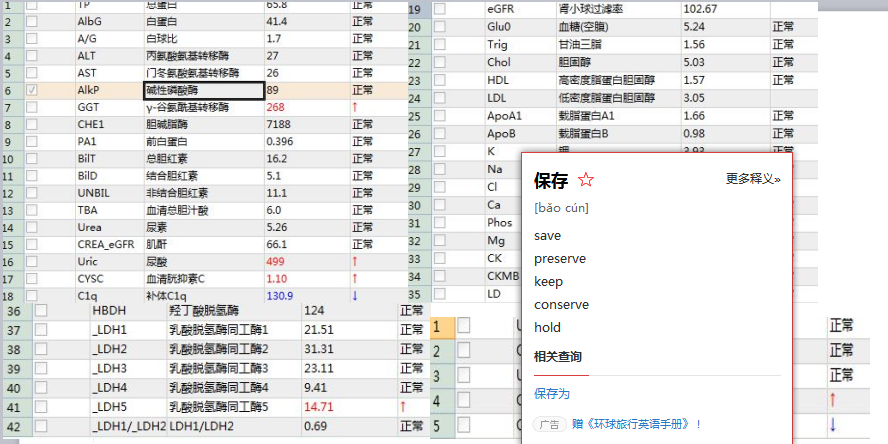 1 TP 总蛋白 65.8 正常
2 AlbG 白蛋白 41.4 正常
3 A/G 白球比 1.7 正常
4 ALT 丙氨酸氨基转移酶 27 正常
5 AST 门冬氨酸氨基转移酶 26 正常
6 AlkP 碱性磷酸酶 89 正常
7 GGT γ-谷氨酰基转移酶 268 ↑
8 CHE1 胆碱脂酶 7188 正常
9 PA1 前白蛋白 0.396 正常
10 BilT 总胆红素 16.2 正常
11 BilD 结合胆红素 5.1 正常
12 UNBIL 非结合胆红素 11.1 正常
13 TBA 血清总胆汁酸 6.0 正常
14 Urea 尿素 5.26 正常
15 CREA_eGFR 肌酐 66.1 正常
16 Uric 尿酸 499 ↑
17 CYSC 血清胱抑素C 1.10 ↑
18 C1q 补体C1q 130.9 ↓
19 eGFR 肾小球过滤率 102.67
20 Glu0 血糖(空腹) 5.24 正常
21 Trig 甘油三脂 1.56 正常
22 Chol 胆固醇 5.03 正常
23 HDL 高密度脂蛋白胆固醇 1.57 正常
24 LDL 低密度脂蛋白胆固醇 3.05
25 ApoA1 载脂蛋白A1 1.66 正常
26 ApoB 载脂蛋白B 0.98 正常
27 K 钾 3.93 正常
28 Na
29 Cl
30 Ca
31 Phos
32 Mg
33 CK
34 CKMB
35 LD
36 HBDH 羟丁酸脱氢酶 124 正常
37 _LDH1 乳酸脱氢酶同工酶1 21.51 正常
38 _LDH2 乳酸脱氢酶同工酶2 31.31 正常
39 _LDH3 乳酸脱氢酶同工酶3 23.11 正常
40 _LDH4 乳酸脱氢酶同工酶4 9.41 正常
41 _LDH5 乳酸脱氢酶同工酶5 14.71 ↑
42 _LDH1/_LDH2 LDH1/LDH2 0.69 正常
1 正常
2 正常
3 正常
4 ↑
5 ↓
保存 ☆ 更多释义»
[bǎo cún]
save
preserve
keep
conserve
hold
相关查询
保存为
广告 赠《环球旅行英语手册》！